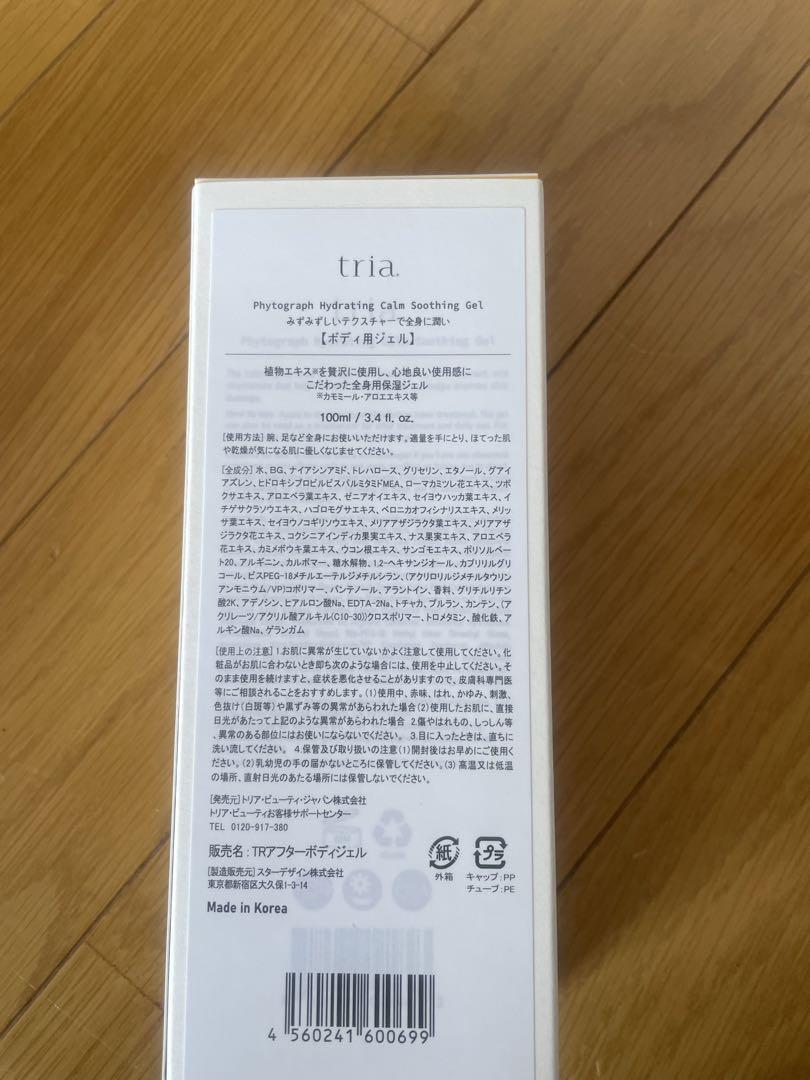 tria.
Phytograph Hydrating Calm Soothing Gel
みずみずしいテクスチャーで全身に潤い
【ボディ用ジェル】
植物エキス※を贅沢に使用し、心地良い使用感に
こだわった全身用保湿ジェル
※カモミール・アロエエキス等
100ml / 3.4 fl. oz.
[使用方法] 腕、足など全身にお使いいただけます。適量を手にとり、ほてった肌
や乾燥が気になる肌に優しくなじませてください。
[全成分] 水、BG、ナイアシンアミド、トレハロース、グリセリン、エタノール、グアイ
アズレン、ヒドロキシプロピルビスパルミタミドMEA、ローマカミツレ花エキス、ツボ
クサエキス、アロエベラ葉エキス、ゼニアオイエキス、セイヨウハッカ葉エキス、イ
チゲサクラソウエキス、ハゴロモグサエキス、ベロニカオフィシナリスエキス、メリッ
サ葉エキス、セイヨウノコギリソウエキス、メリアアザジラクタ葉エキス、メリアアザ
ジラクタ花エキス、コクシニアインディカ果実エキス、ナス果実エキス、アロエベラ
花エキス、カミメボウキ葉エキス、ウコン根エキス、サンゴモエキス、ポリソルベー
ト20、アルギニン、カルボマー、糖水解物、1,2-ヘキサンジオール、カプリリルグリ
コール、ビスPEG-18メチルエーテルジメチルシラン、(アクリロリルジメチルタウリン
アンモニウム/VP)コポリマー、パンテノール、アラントイン、香料、グリチルリチン
酸2K、アデノシン、ヒアルロン酸Na、EDTA-2Na、トチャカ、プルラン、カンテン、(ア
クリレーツ/アクリル酸アルキル(C10-30))クロスポリマー、トロメタミン、酸化鉄、ア
ルギン酸Na、ゲランガム
[使用上の注意] 1.お肌に異常が生じていないかよく注意して使用してください。化
粧品がお肌に合わないとき即ち次のような場合には、使用を中止してください。そ
のまま使用を続けますと、症状を悪化させることがありますので、皮膚科専門医
等にご相談されることをおすすめします。(1)使用中、赤味、はれ、かゆみ、刺激、
色抜け(白斑等)や黒ずみ等の異常があらわれた場合(2)使用したお肌に、直接
日光があたって上記のような異常があらわれた場合 2.傷やはれもの、しっしん等
、異常のある部位にはお使いにならないでください。 3.目に入ったときは、直ちに
洗い流してください。 4.保管及び取り扱いの注意(1)開封後はお早めにご使用く
ださい。(2)乳幼児の手の届かないところに保管してください。(3)高温又は低温
の場所、直射日光のあたる場所には保管しないでください。
[発売元]トリア・ビューティ・ジャパン株式会社
トリア・ビューティお客様サポートセンター
TEL 0120-917-380
販売名：TRアフターボディジェル
[製造販売元] スターデザイン株式会社
東京都新宿区大久保1-3-14
紙
外箱
プラ
キャップ：PP
チューブ：PE
Made in Korea
4 560241 600699